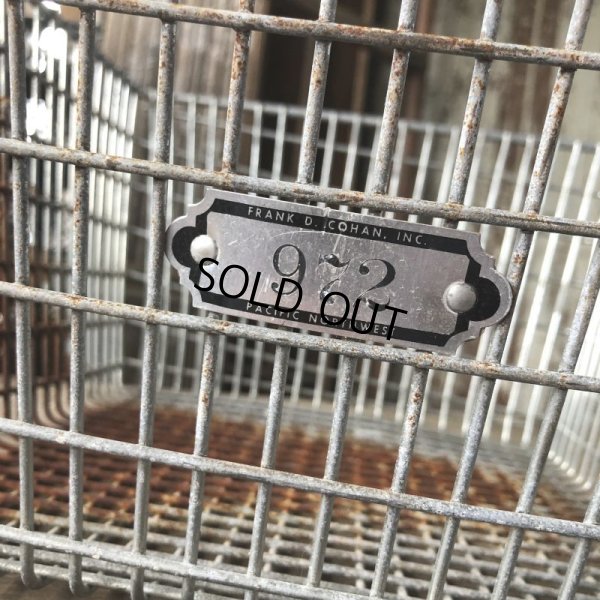 FRANK D. COHAN, INC.
972
SOLD OUT
PACIFIC NORTHWEST